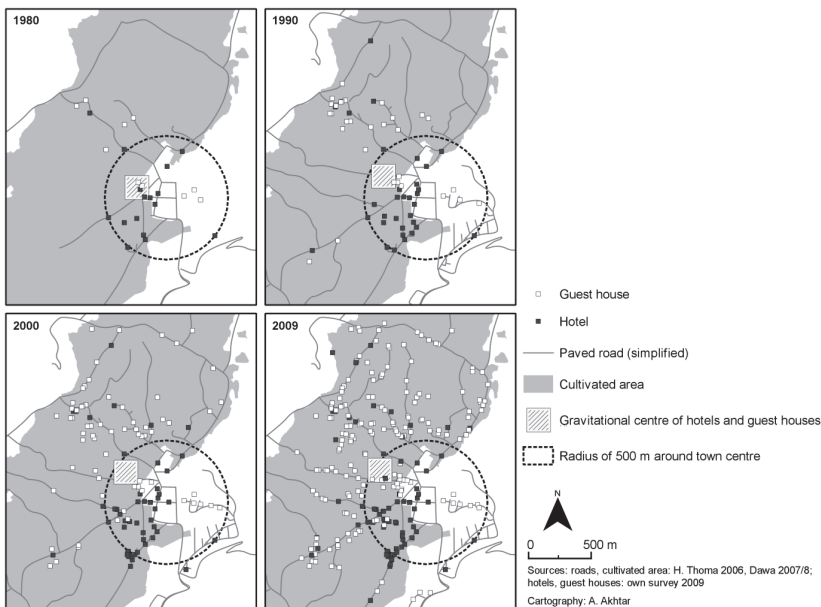 1980
1990
2000
2009
Guest house
Hotel
Paved road (simplified)
Cultivated area
Gravitational centre of hotels and guest houses
Radius of 500 m around town centre
N
0 500 m
Sources: roads, cultivated area: H. Thoma 2006, Dawa 2007/8;
hotels, guest houses: own survey 2009
Cartography: A. Akhtar